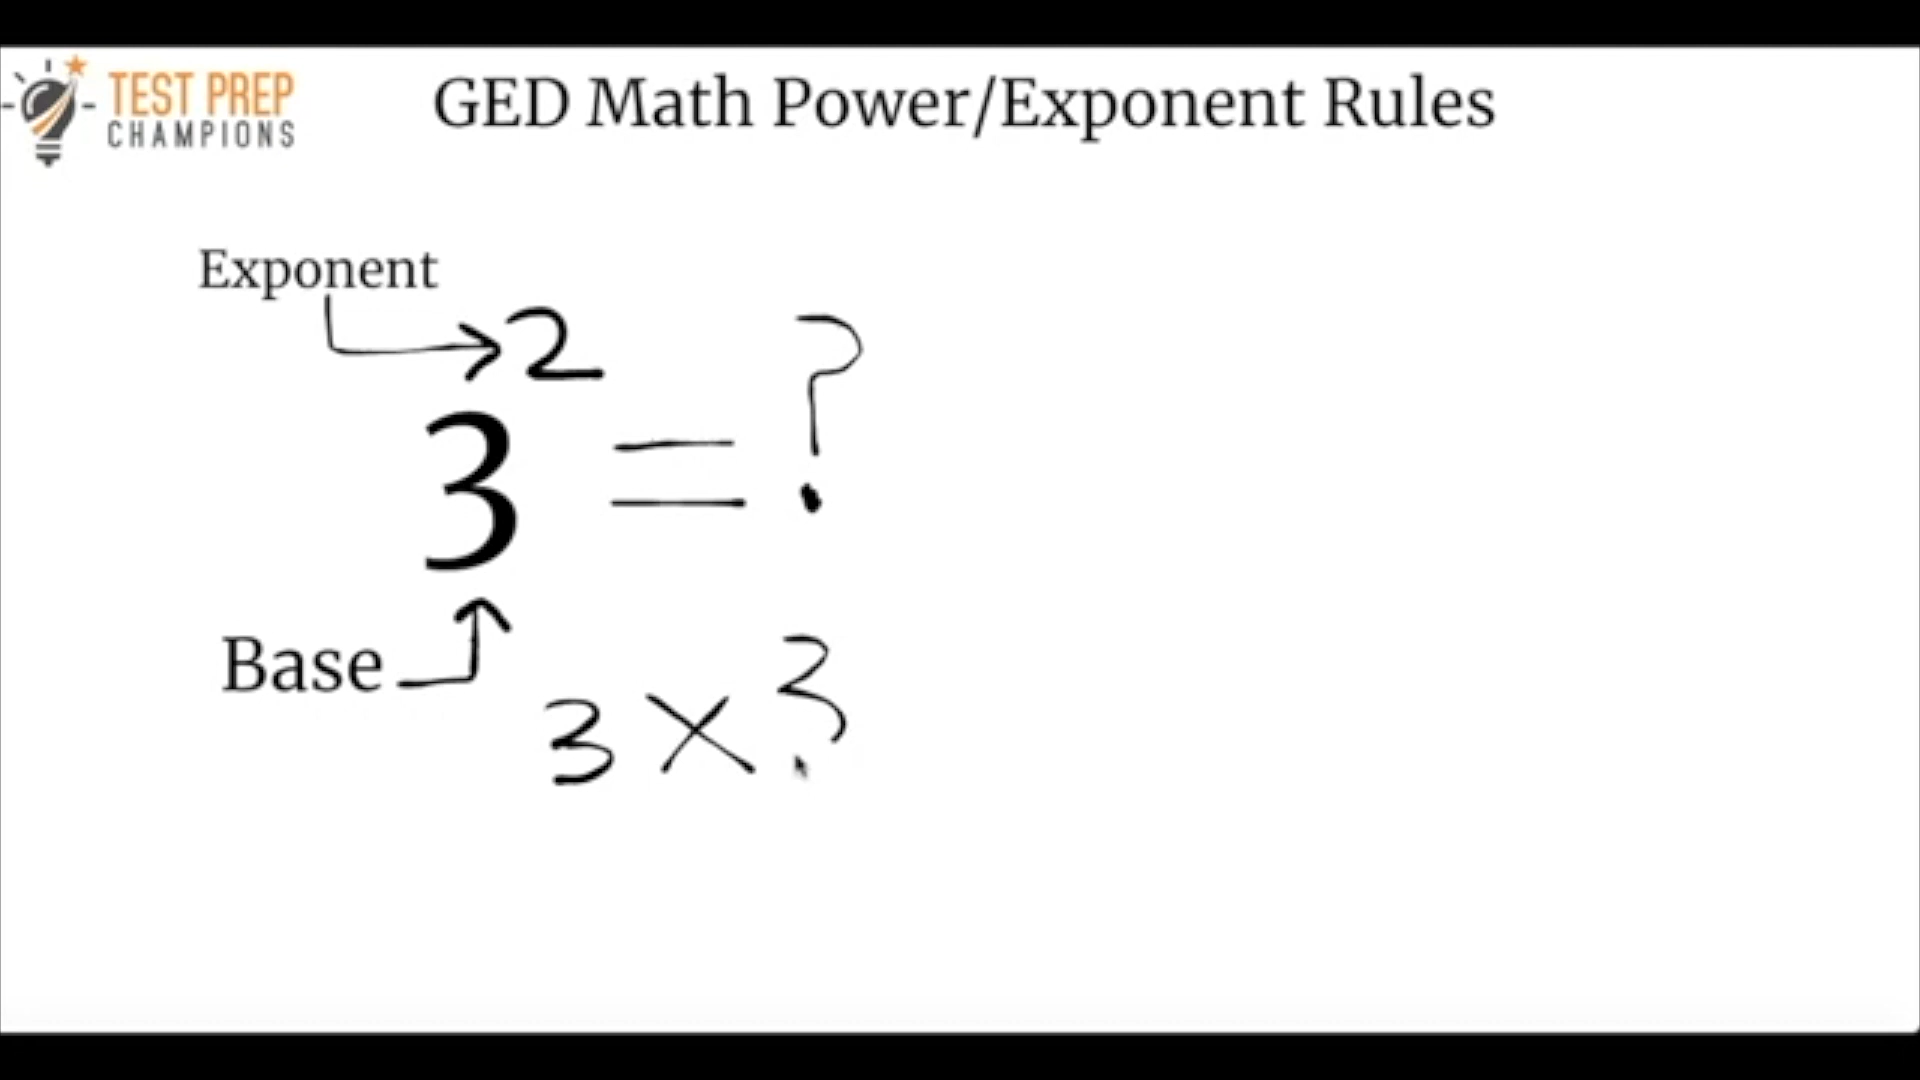 TEST PREP
CHAMPIONS
GED Math Power/Exponent Rules
Exponent
2
3 = ?
Base
3 × 3